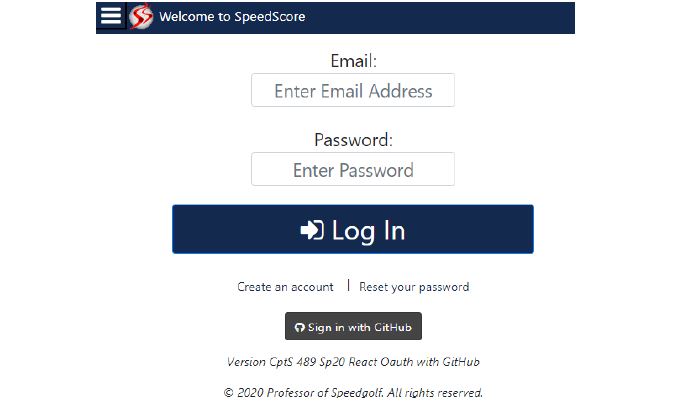 Welcome to SpeedScore
Email:
Enter Email Address
Password:
Enter Password
Log In
Create an account | Reset your password
Sign in with GitHub
Version CptS 489 Sp20 React Oauth with GitHub
© 2020 Professor of Speedgolf. All rights reserved.